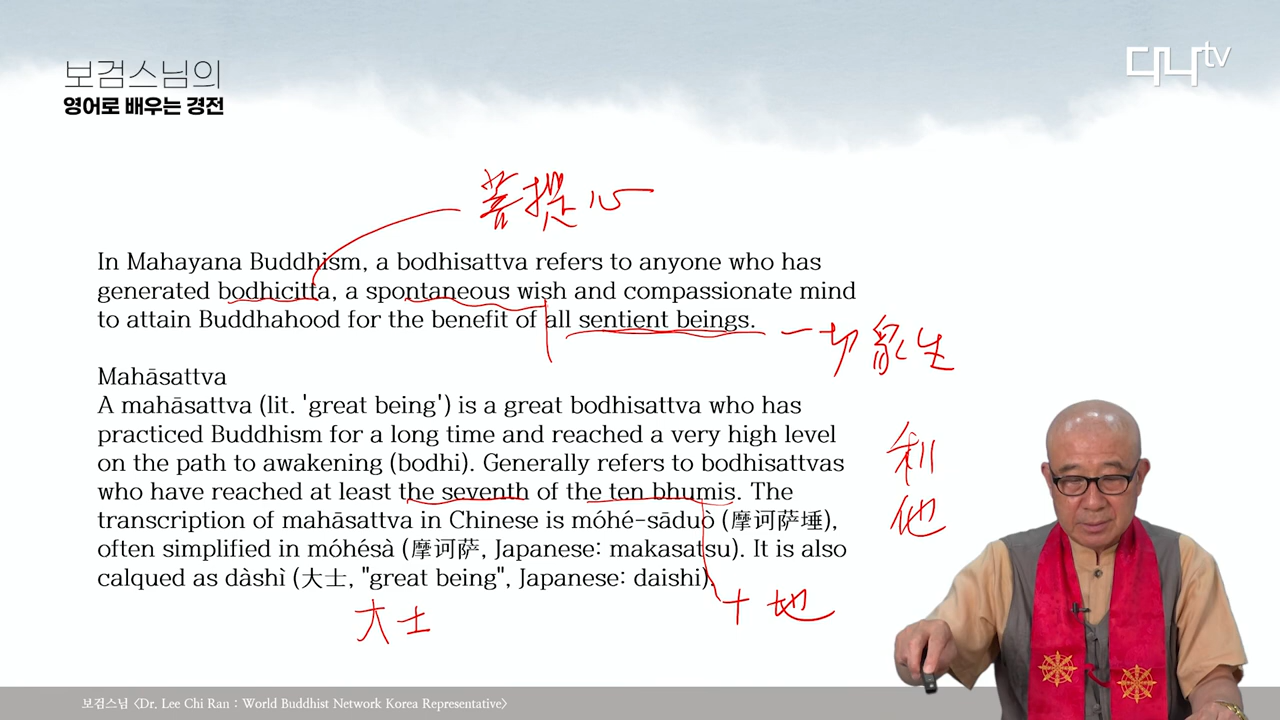 보검스님의
영어로 배우는 경전
다나tv
菩提心
In Mahayana Buddhism, a bodhisattva refers to anyone who has
generated bodhicitta, a spontaneous wish and compassionate mind
to attain Buddhahood for the benefit of all sentient beings.
一切衆生
Mahāsattva
A mahāsattva (lit. 'great being') is a great bodhisattva who has
practiced Buddhism for a long time and reached a very high level
on the path to awakening (bodhi). Generally refers to bodhisattvas
who have reached at least the seventh of the ten bhumis. The
transcription of mahāsattva in Chinese is móhé-sāduò (摩诃萨埵),
often simplified in móhésà (摩诃萨, Japanese: makasatsu). It is also
calqued as dàshì (大士, "great being", Japanese: daishi).
利
他
大士
十地
보검스님 <Dr. Lee Chi Ran : World Buddhist Network Korea Representative>